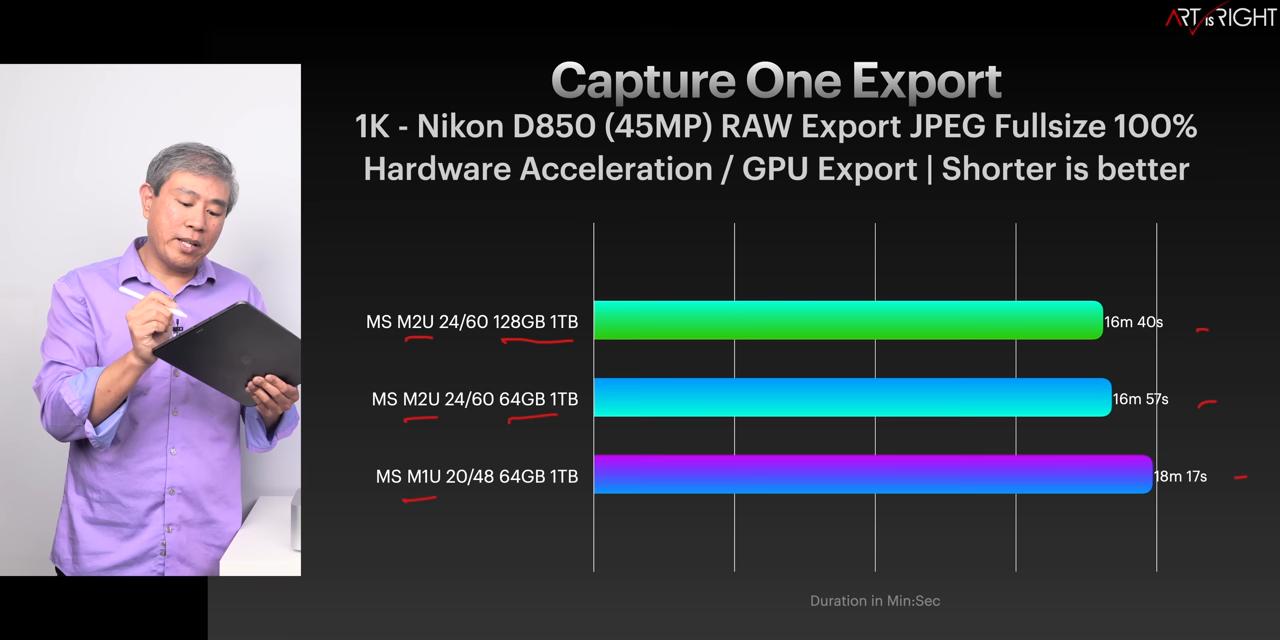 ART IS RIGHT
Capture One Export
1K - Nikon D850 (45MP) RAW Export JPEG Fullsize 100%
Hardware Acceleration / GPU Export | Shorter is better
MS M2U 24/60 128GB 1TB
16m 40s
MS M2U 24/60 64GB 1TB
16m 57s
MS M1U 20/48 64GB 1TB
18m 17s
Duration in Min:Sec